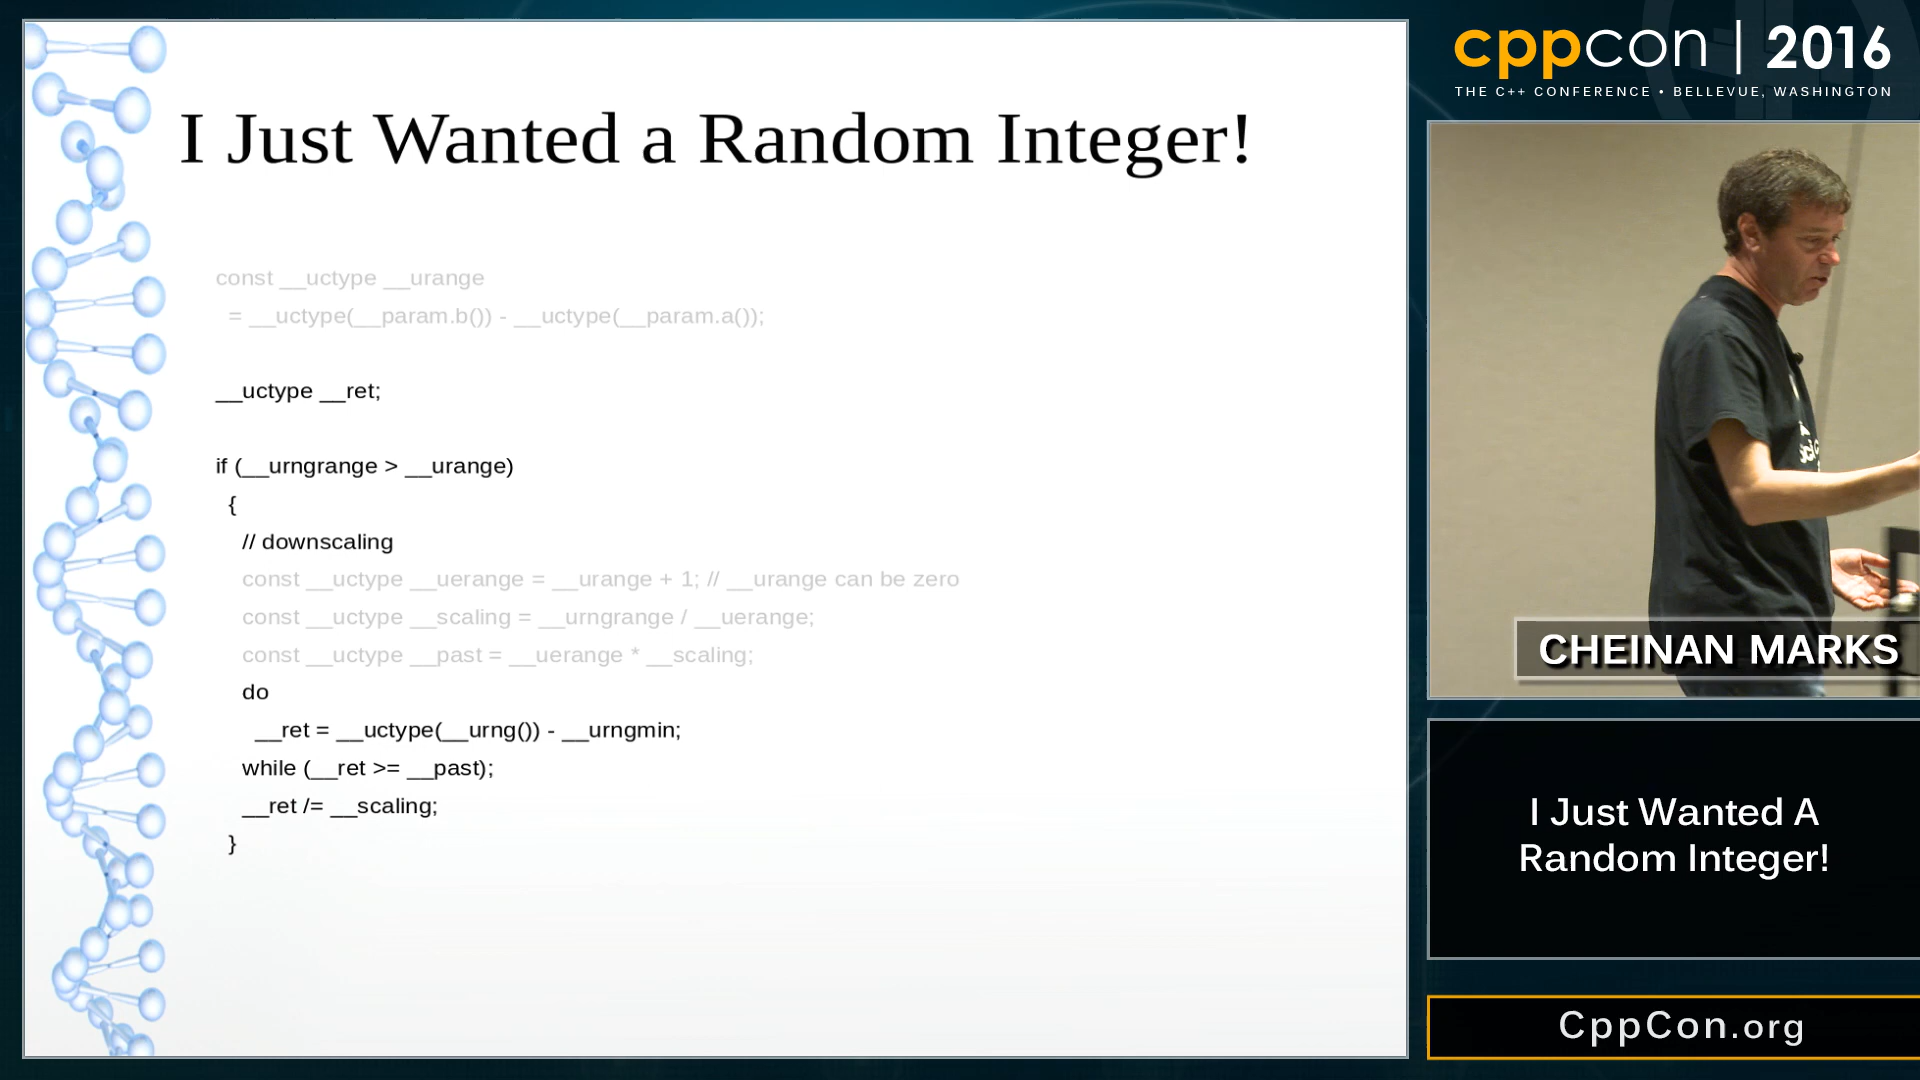 I Just Wanted a Random Integer!
const __uctype __urange
= __uctype(__param.b()) - __uctype(__param.a());
__uctype __ret;
if (__urngrange > __urange)
{
// downscaling
const __uctype __uerange = __urange + 1; // __urange can be zero
const __uctype __scaling = __urngrange / __uerange;
const __uctype __past = __uerange * __scaling;
do
__ret = __uctype(__urng()) - __urngmin;
while (__ret >= __past);
__ret /= __scaling;
}
cppcon | 2016
THE C++ CONFERENCE • BELLEVUE, WASHINGTON
CHEINAN MARKS
I Just Wanted A
Random Integer!
CppCon.org